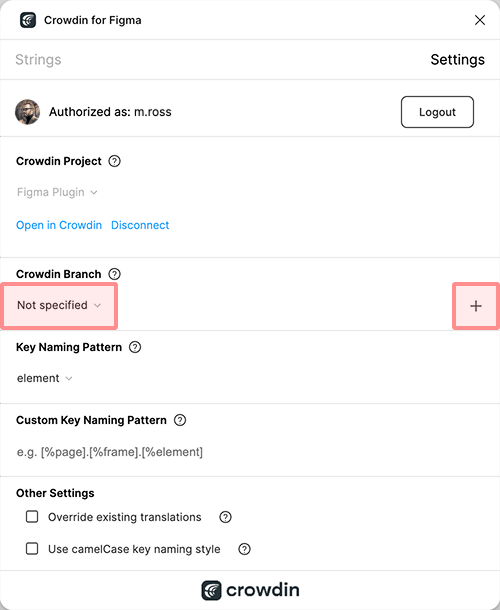 Crowdin for Figma
Strings
Settings
Authorized as: m.ross
Logout
Crowdin Project
Figma Plugin
Open in Crowdin Disconnect
Crowdin Branch
Not specified
Key Naming Pattern
element
Custom Key Naming Pattern
e.g. [%page].[%frame].[%element]
Other Settings
Override existing translations
Use camelCase key naming style
crowdin